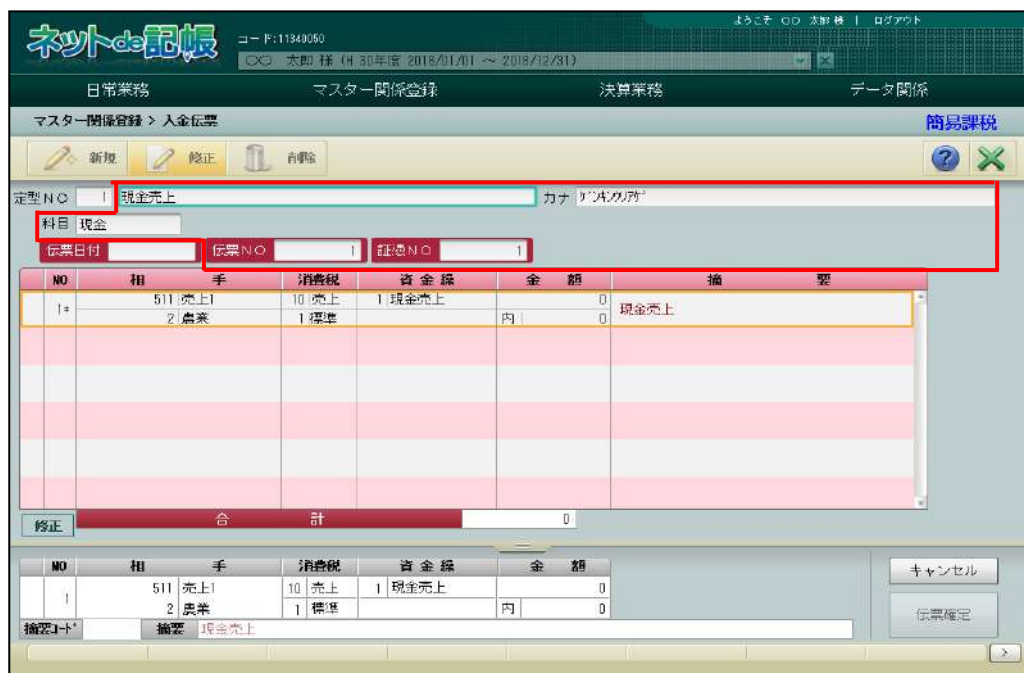 ようこそ 〇〇 太郎 様 | ログアウト
ネットde記帳
コード:11340050
〇〇 太郎 様 (H 30年度 2018/01/01 ～ 2018/12/31)
日常業務 マスター関係登録 決算業務 データ関係
マスター関係登録 > 入金伝票 簡易課税
新規 修正 削除
定型NO 1 現金売上 カナ ｹﾞﾝｷﾝｳﾘｱｹﾞ
科目 現金
伝票日付 伝票NO 1 証憑NO 1
NO 相 手 消費税 資金繰 金 額 摘 要
1* 511 売上1 10 売上 1 現金売上 0 現金売上
2 農業 1 標準 内 0
修正 合 計 0
NO 相 手 消費税 資金繰 金 額
キャンセル
1 511 売上1 10 売上 1 現金売上 0
2 農業 1 標準 内 0
伝票確定
摘要ｺｰﾄﾞ 摘要 現金売上